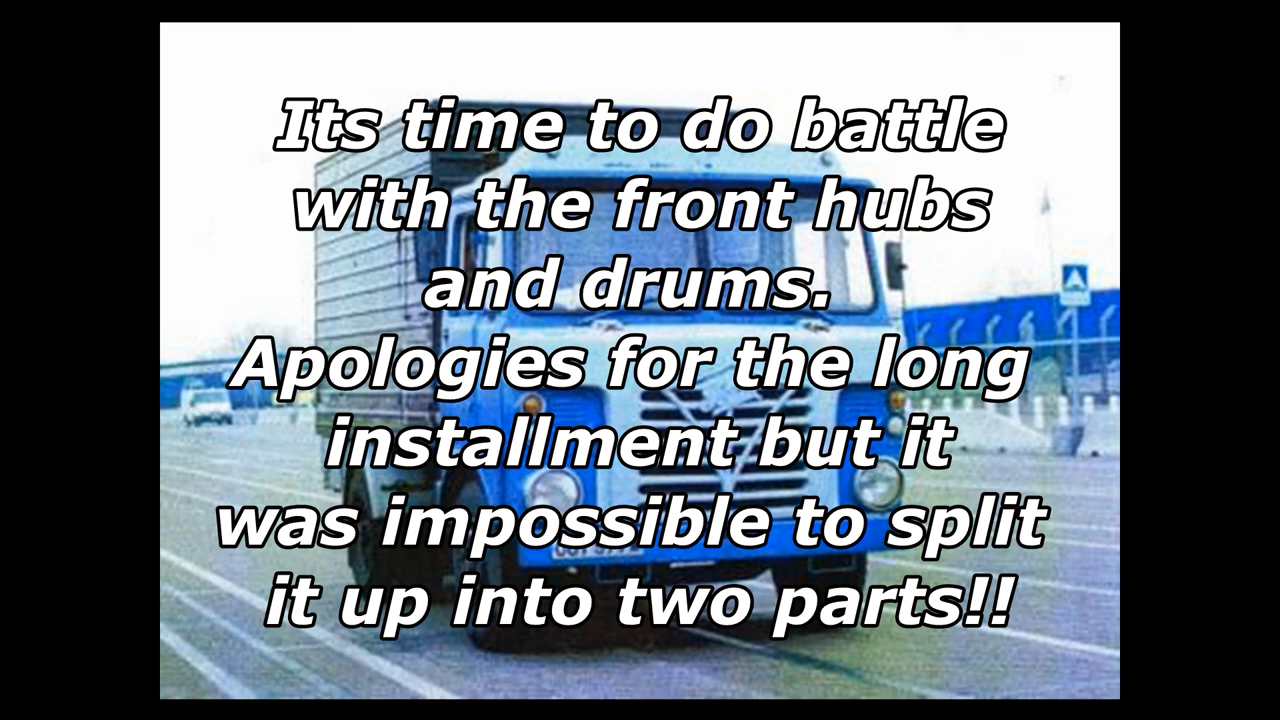 Its time to do battle
with the front hubs
and drums.
Apologies for the long
installment but it
was impossible to split
it up into two parts!!